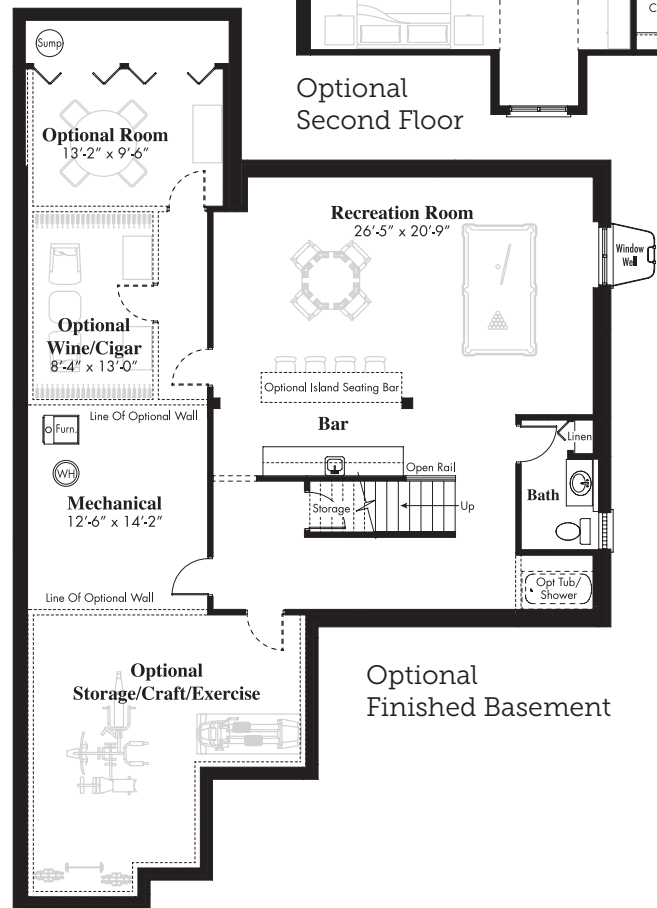 Sump
C
Optional
Second Floor
Optional Room
13'-2" x 9'-6"
Recreation Room
26'-5" x 20'-9"
Window
Well
Optional
Wine/Cigar
8'-4" x 13'-0"
Optional Island Seating Bar
Line Of Optional Wall
Bar
Furn.
Linen
WH
Open Rail
Mechanical
12'-6" x 14'-2"
Storage
Up
Bath
Line Of Optional Wall
Opt Tub/
Shower
Optional
Storage/Craft/Exercise
Optional
Finished Basement